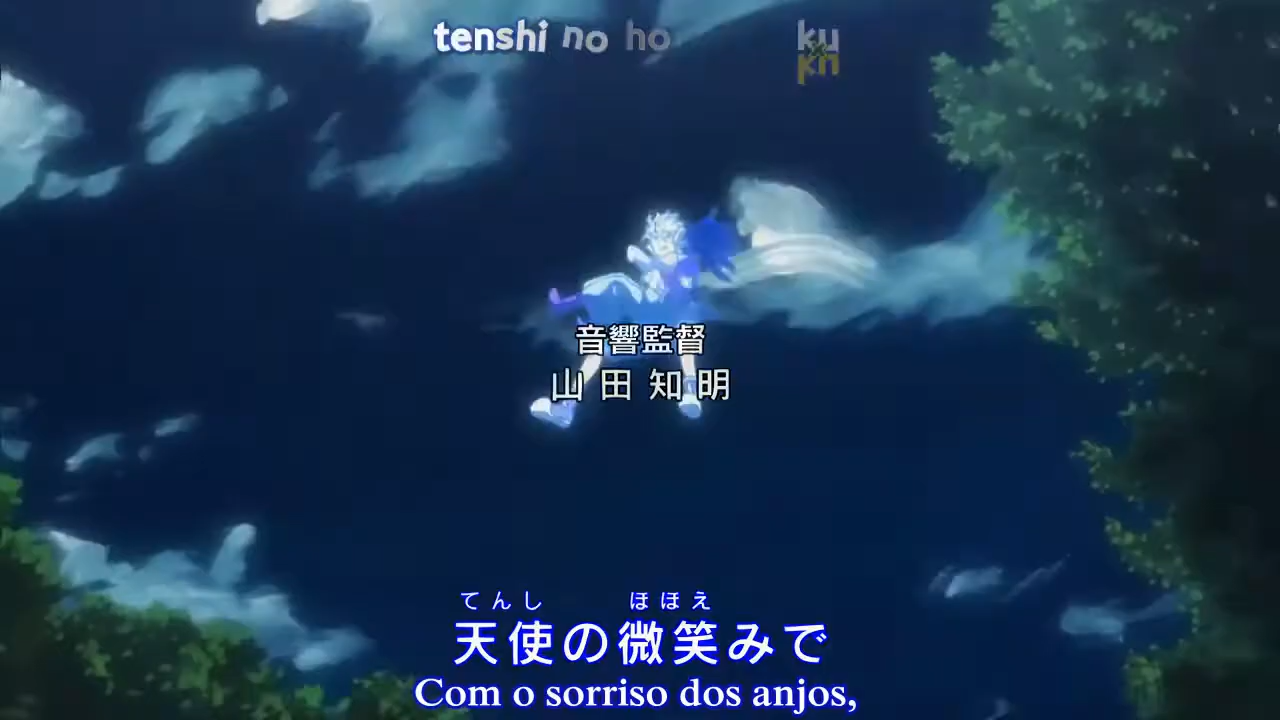 tenshi no ho ku
音響監督
山田知明
てんし ほほえ
天使の微笑みで
Com o sorriso dos anjos,